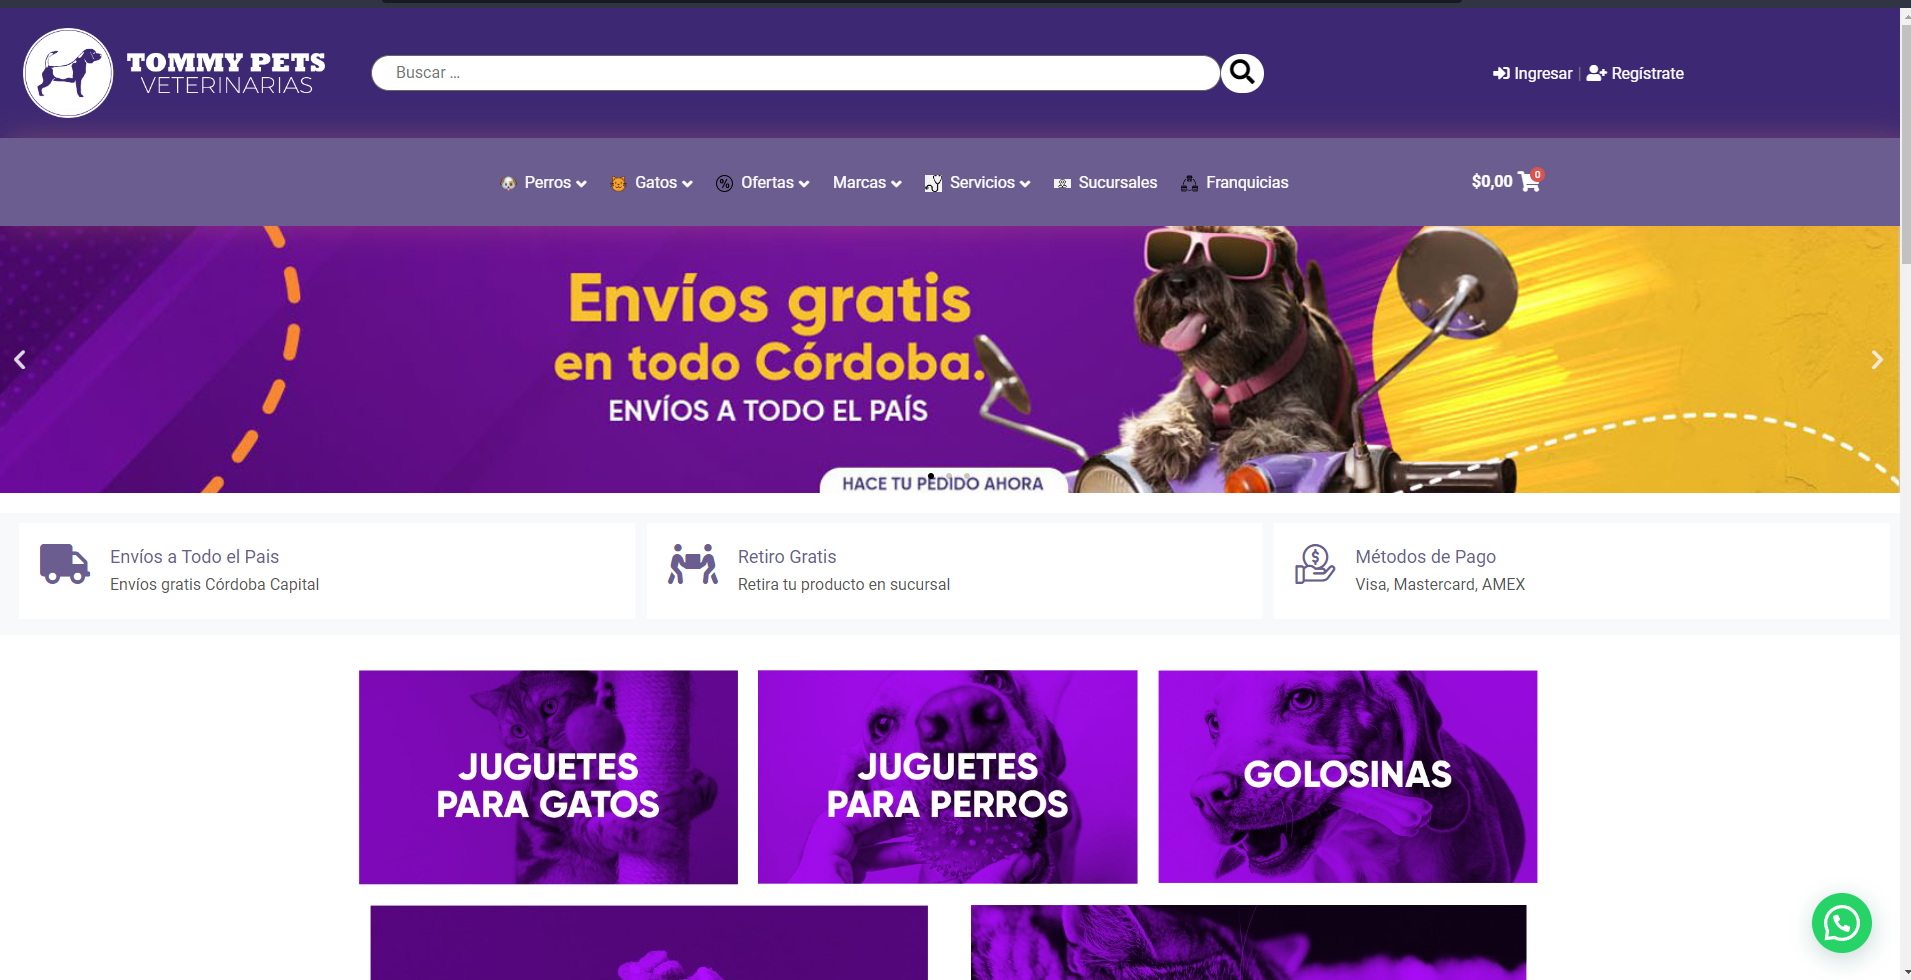 TOMMY PETS
VETERINARIAS
Buscar ...
Ingresar | Regístrate
Perros
Gatos
Ofertas
Marcas
Servicios
Sucursales
Franquicias
$0,00
0
Envíos gratis
en todo Córdoba.
ENVÍOS A TODO EL PAÍS
HACE TU PEDIDO AHORA
Envíos a Todo el Pais
Envíos gratis Córdoba Capital
Retiro Gratis
Retira tu producto en sucursal
Métodos de Pago
Visa, Mastercard, AMEX
JUGUETES
PARA GATOS
JUGUETES
PARA PERROS
GOLOSINAS